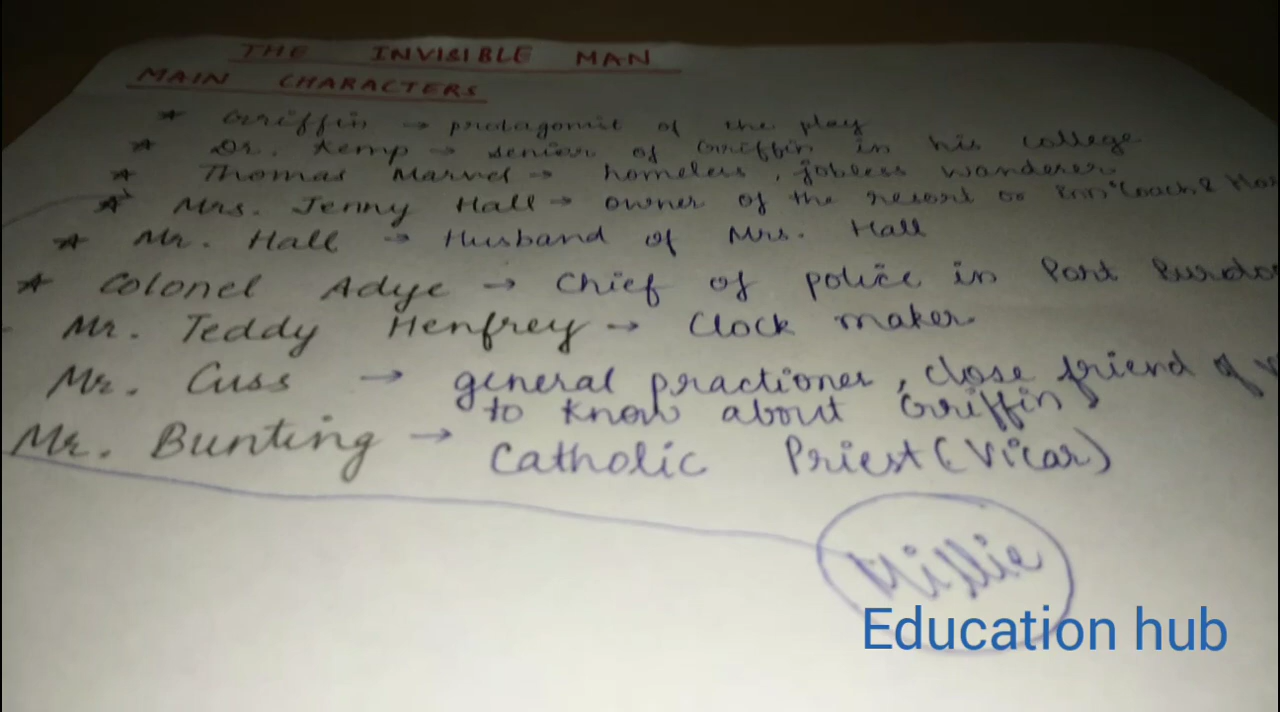 THE INVISIBLE MAN
MAIN CHARACTERS
* Griffin → protagonit of the play
* Dr. Kemp → senior of Griffin in his college
* Thomas Marvel → homeless, jobless wanderer
* Mrs. Jenny Hall → owner of the resort or Inn "Coach &
* Mr. Hall → Husband of Mrs. Hall
* Colonel Adye → Chief of police in Port
Mr. Teddy Henfrey → Clock maker
Mr. Cuss → general practioner, close friend of
to know about Griffin
Mr. Bunting → Catholic Priest (Vicar)
Millie
Education hub